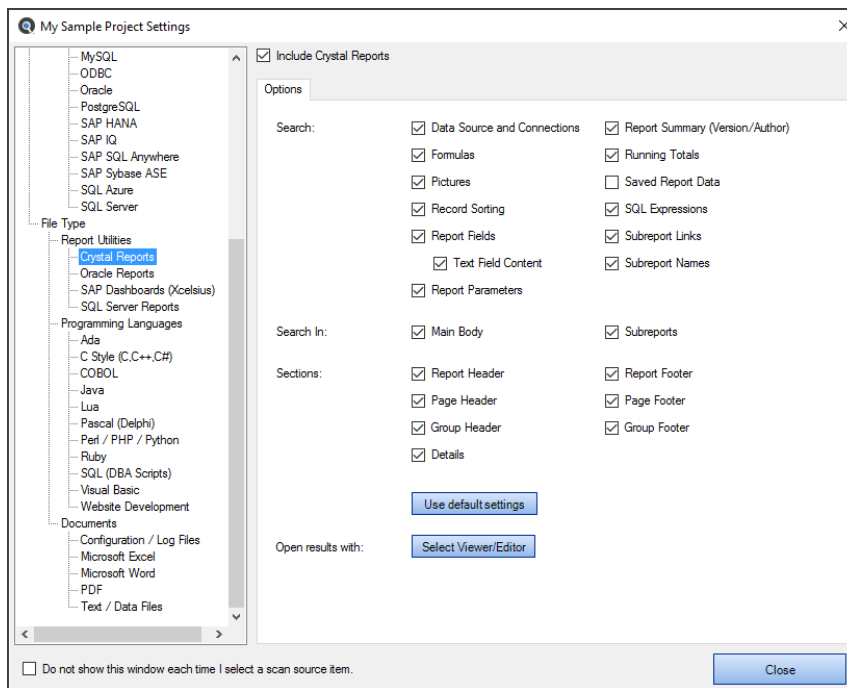 My Sample Project Settings
MySQL
ODBC
Oracle
PostgreSQL
SAP HANA
SAP IQ
SAP SQL Anywhere
SAP Sybase ASE
SQL Azure
SQL Server
File Type
Report Utilities
Crystal Reports
Oracle Reports
SAP Dashboards (Xcelsius)
SQL Server Reports
Programming Languages
Ada
C Style (C,C++,C#)
COBOL
Java
Lua
Pascal (Delphi)
Perl / PHP / Python
Ruby
SQL (DBA Scripts)
Visual Basic
Website Development
Documents
Configuration / Log Files
Microsoft Excel
Microsoft Word
PDF
Text / Data Files
Include Crystal Reports
Options
Search: Data Source and Connections Report Summary (Version/Author)
Formulas Running Totals
Pictures Saved Report Data
Record Sorting SQL Expressions
Report Fields Subreport Links
Text Field Content Subreport Names
Report Parameters
Search In: Main Body Subreports
Sections: Report Header Report Footer
Page Header Page Footer
Group Header Group Footer
Details
Use default settings
Open results with: Select Viewer/Editor
Do not show this window each time I select a scan source item. Close